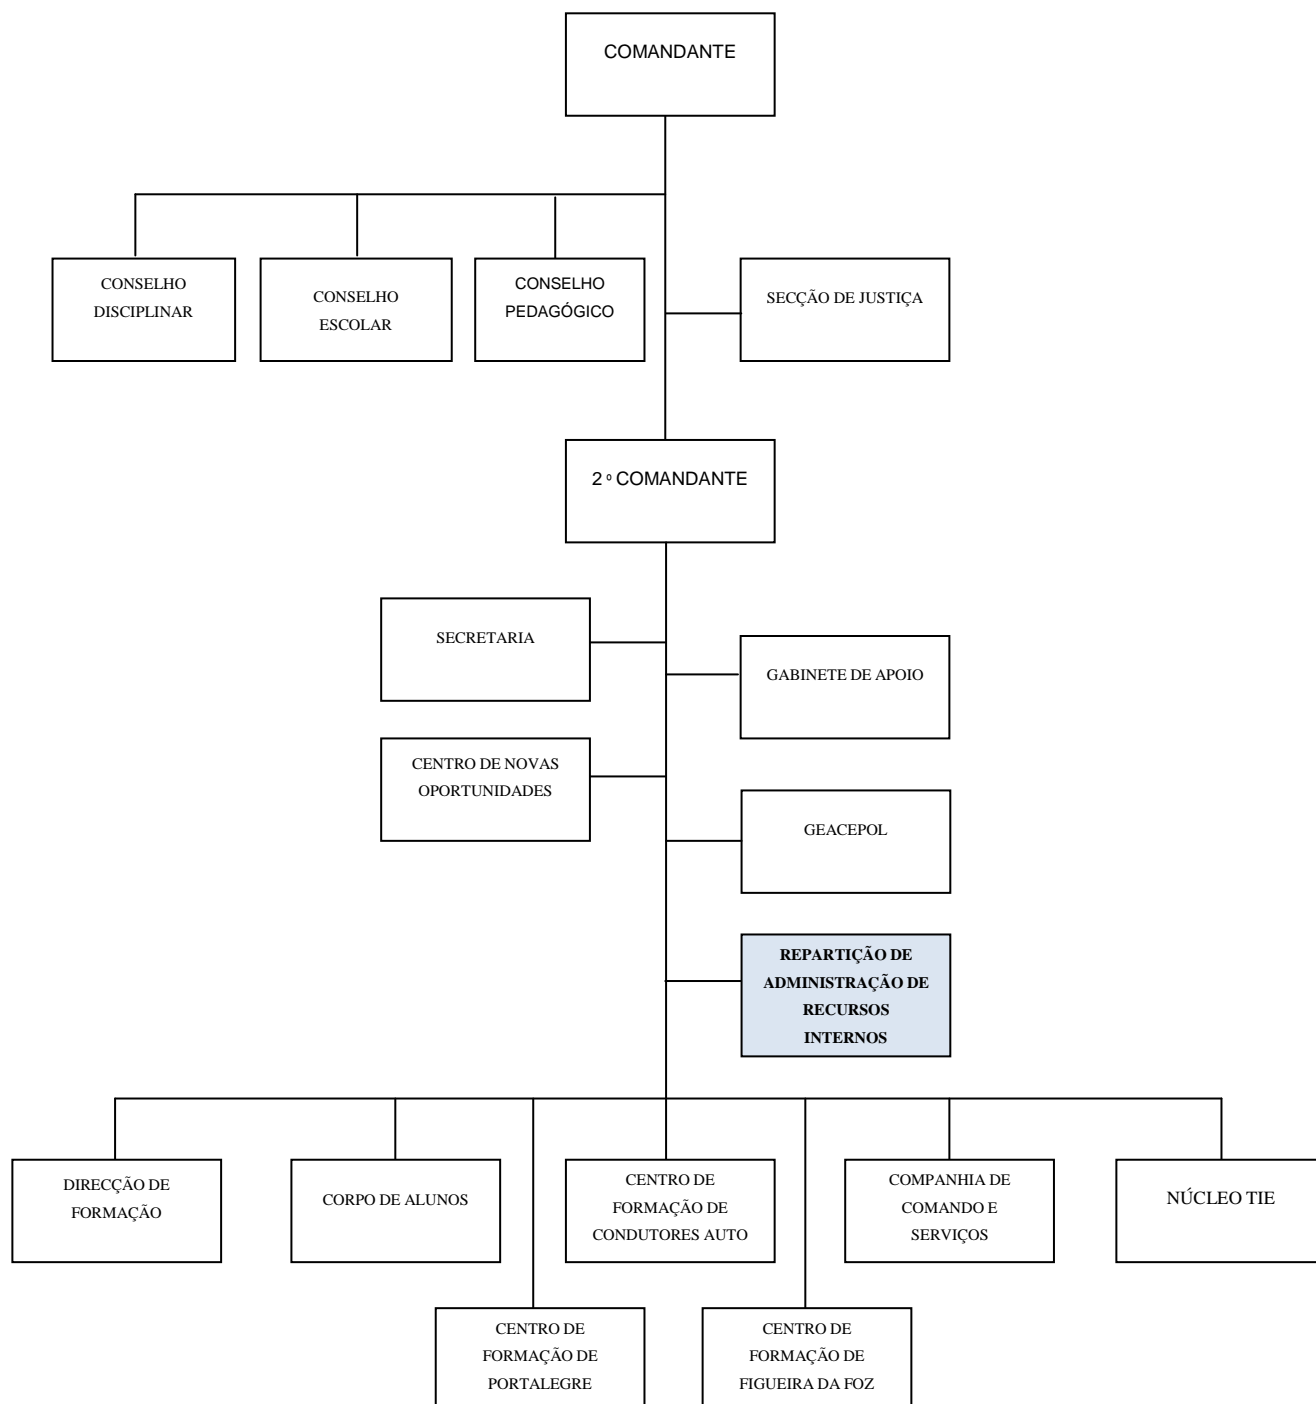 COMANDANTE
CONSELHO
DISCIPLINAR
CONSELHO
ESCOLAR
CONSELHO
PEDAGÓGICO
SECÇÃO DE JUSTIÇA
2º COMANDANTE
SECRETARIA
GABINETE DE APOIO
CENTRO DE NOVAS
OPORTUNIDADES
GEACEPOL
REPARTIÇÃO DE
ADMINISTRAÇÃO DE
RECURSOS
INTERNOS
DIRECÇÃO DE
FORMAÇÃO
CORPO DE ALUNOS
CENTRO DE
FORMAÇÃO DE
CONDUTORES AUTO
COMPANHIA DE
COMANDO E
SERVIÇOS
NÚCLEO TIE
CENTRO DE
FORMAÇÃO DE
PORTALEGRE
CENTRO DE
FORMAÇÃO DE
FIGUEIRA DA FOZ